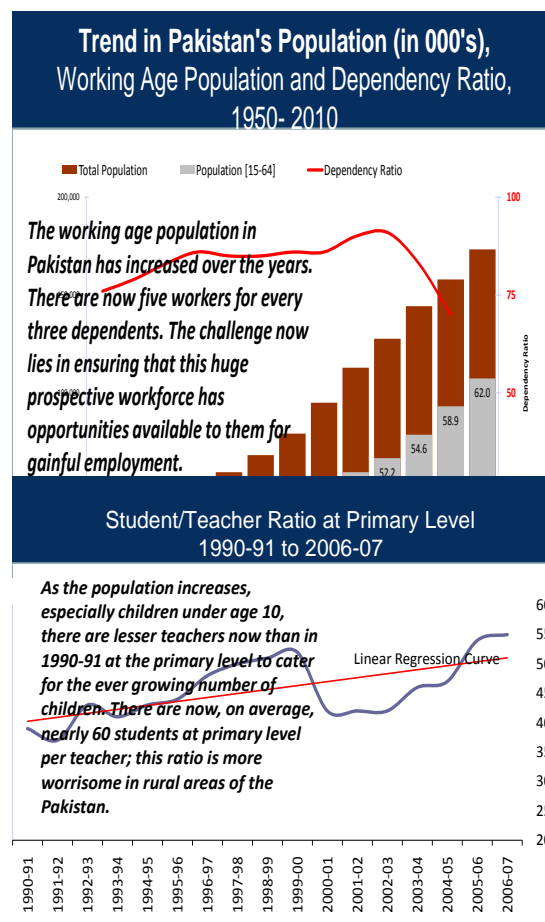 Trend in Pakistan's Population (in 000's),
Working Age Population and Dependency Ratio,
1950- 2010
Total Population
Population [15-64]
Dependency Ratio
200,000
100
The working age population in
Pakistan has increased over the years.
There are now five workers for every
three dependents. The challenge now
lies in ensuring that this huge
prospective workforce has
opportunities available to them for
gainful employment.
75
50
Dependency Ratio
62.0
58.9
54.6
52.2
Student/Teacher Ratio at Primary Level
1990-91 to 2006-07
As the population increases,
especially children under age 10,
there are lesser teachers now than in
1990-91 at the primary level to cater
for the ever growing number of
children. There are now, on average,
nearly 60 students at primary level
per teacher; this ratio is more
worrisome in rural areas of the
Pakistan.
Linear Regression Curve
1990-91
1991-92
1992-93
1993-94
1994-95
1995-96
1996-97
1997-98
1998-99
1999-00
2000-01
2001-02
2002-03
2003-04
2004-05
2005-06
2006-07